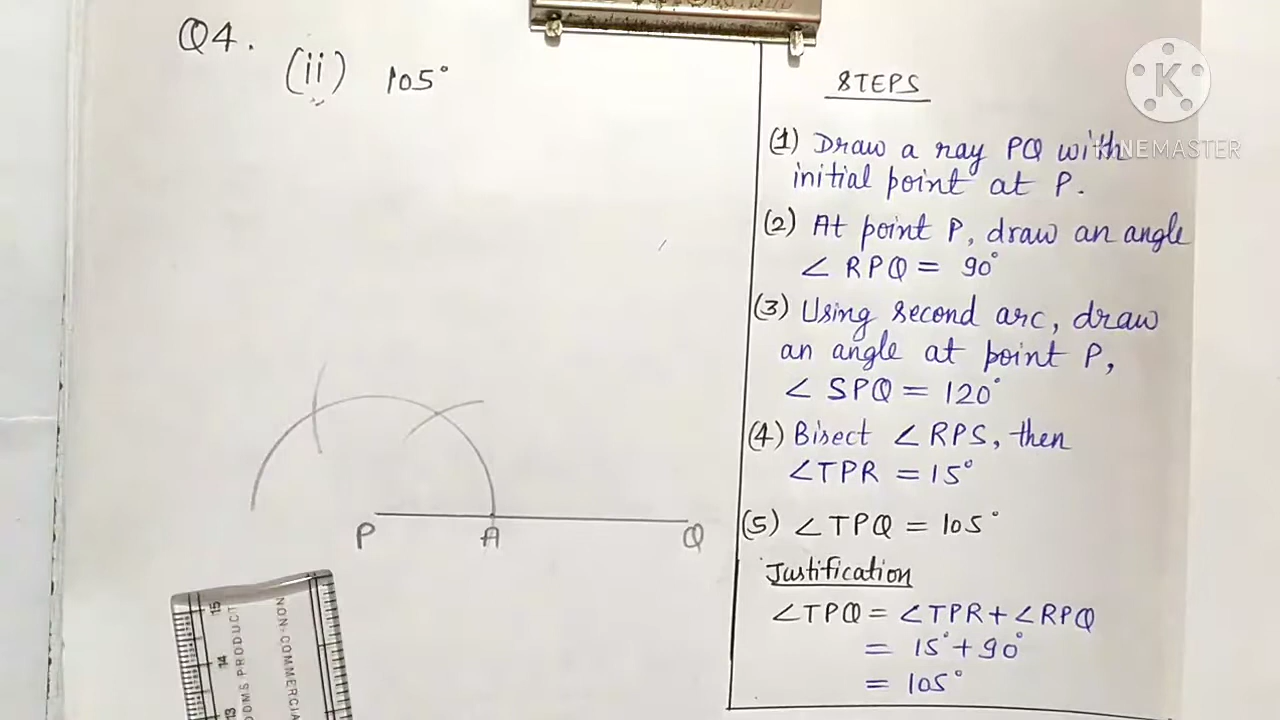 Q4.
(ii) 105°
P
A
Q
STEPS
(1) Draw a ray PQ with
initial point at P.
(2) At point P, draw an angle
∠ RPQ = 90°
(3) Using second arc, draw
an angle at point P,
∠ SPQ = 120°
(4) Bisect ∠RPS, then
∠TPR = 15°
(5) ∠TPQ = 105°
Justification
∠TPQ = ∠TPR + ∠RPQ
= 15° + 90°
= 105°
K
KINEMASTER
15
14
13
NON-COMMERCIA